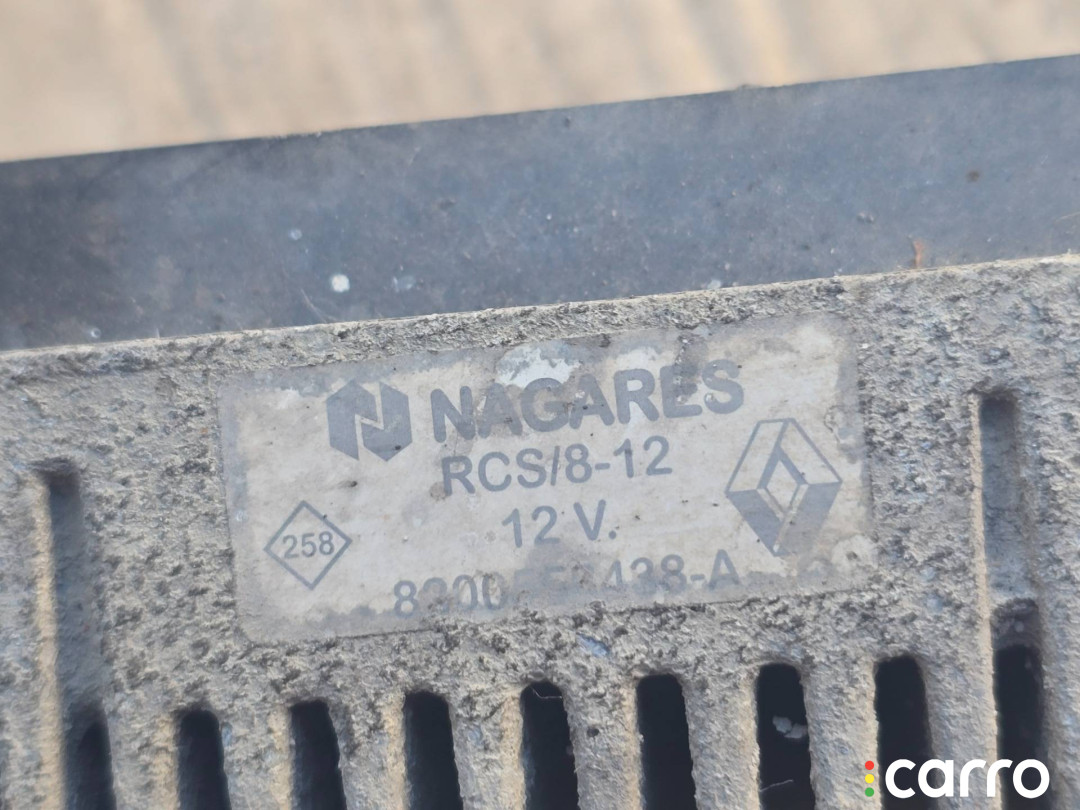 NAGARES
RCS/8-12
12 V.
258
carro